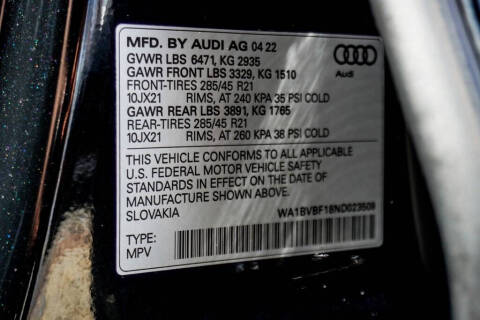 MFD. BY AUDI AG 04 22
GVWR LBS 6471, KG 2935
GAWR FRONT LBS 3329, KG 1510
FRONT-TIRES 285/45 R21
10JX21 RIMS, AT 240 KPA 35 PSI COLD
GAWR REAR LBS 3891, KG 1765
REAR-TIRES 285/45 R21
10JX21 RIMS, AT 260 KPA 38 PSI COLD
Audi
THIS VEHICLE CONFORMS TO ALL APPLICABLE
U.S. FEDERAL MOTOR VEHICLE SAFETY
STANDARDS IN EFFECT ON THE DATE OF
MANUFACTURE SHOWN ABOVE.
SLOVAKIA
WA1BVBF18ND023509
TYPE:
MPV